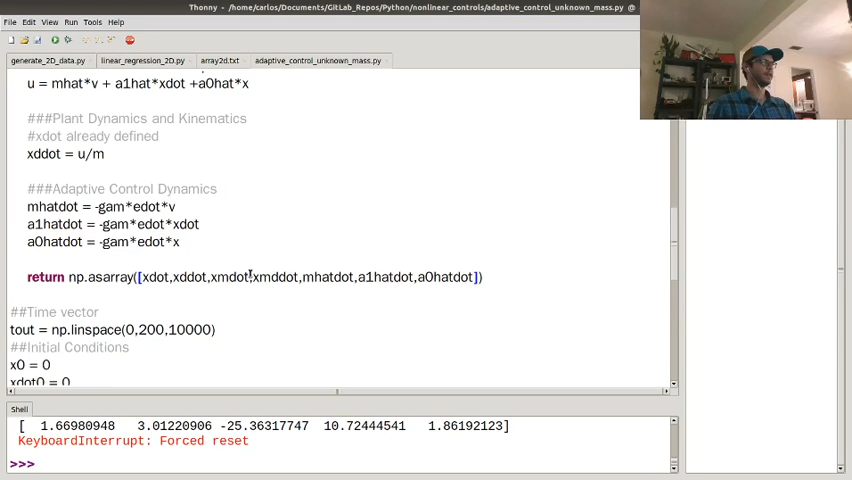 Thonny - /home/carlos/Documents/GitLab_Repos/Python/nonlinear_controls/adaptive_control_unknown_mass.py @
File Edit View Run Tools Help
generate_2D_data.py linear_regression_2D.py array2d.txt adaptive_control_unknown_mass.py
u = mhat*v + a1hat*xdot +a0hat*x
###Plant Dynamics and Kinematics
#xdot already defined
xddot = u/m
###Adaptive Control Dynamics
mhatdot = -gam*edot*v
a1hatdot = -gam*edot*xdot
a0hatdot = -gam*edot*x
return np.asarray([xdot,xddot,xmdot,xmddot,mhatdot,a1hatdot,a0hatdot])
##Time vector
tout = np.linspace(0,200,10000)
##Initial Conditions
x0 = 0
xdot0 = 0
Shell
[ 1.66980948 3.01220906 -25.36317747 10.72444541 1.86192123]
KeyboardInterrupt: Forced reset
>>>